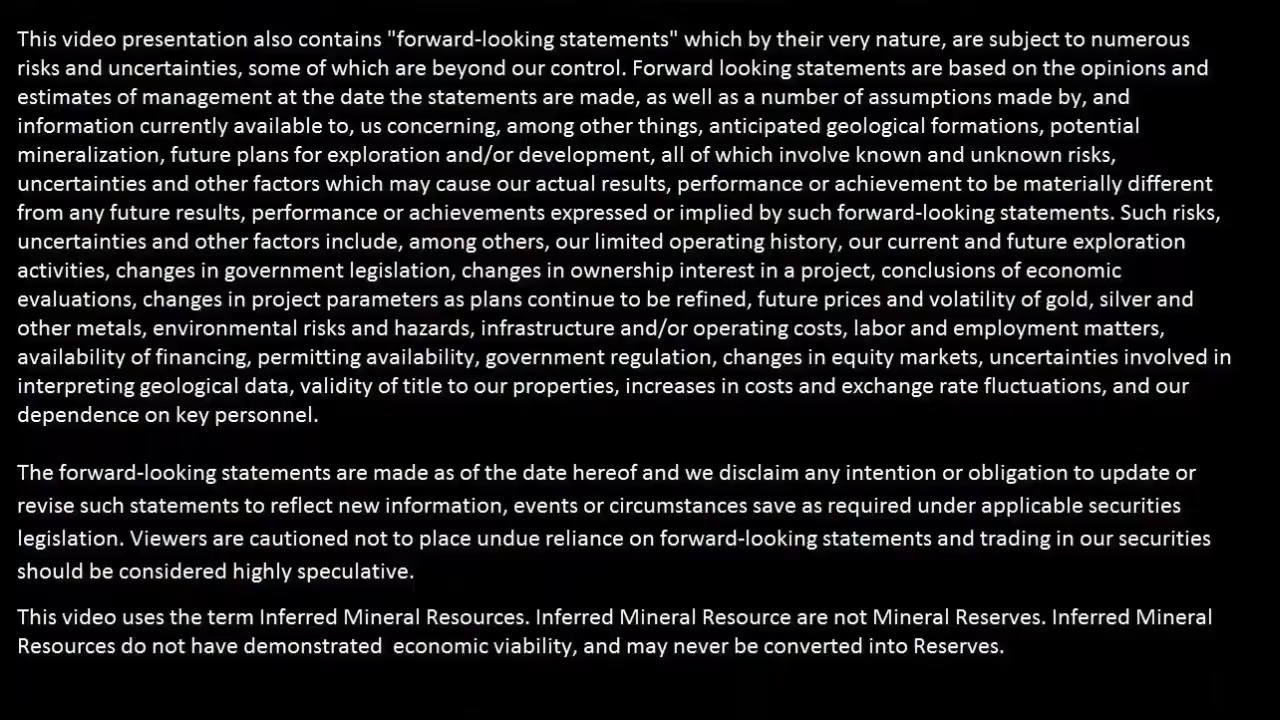 This video presentation also contains "forward-looking statements" which by their very nature, are subject to numerous
risks and uncertainties, some of which are beyond our control. Forward looking statements are based on the opinions and
estimates of management at the date the statements are made, as well as a number of assumptions made by, and
information currently available to, us concerning, among other things, anticipated geological formations, potential
mineralization, future plans for exploration and/or development, all of which involve known and unknown risks,
uncertainties and other factors which may cause our actual results, performance or achievement to be materially different
from any future results, performance or achievements expressed or implied by such forward-looking statements. Such risks,
uncertainties and other factors include, among others, our limited operating history, our current and future exploration
activities, changes in government legislation, changes in ownership interest in a project, conclusions of economic
evaluations, changes in project parameters as plans continue to be refined, future prices and volatility of gold, silver and
other metals, environmental risks and hazards, infrastructure and/or operating costs, labor and employment matters,
availability of financing, permitting availability, government regulation, changes in equity markets, uncertainties involved in
interpreting geological data, validity of title to our properties, increases in costs and exchange rate fluctuations, and our
dependence on key personnel.
The forward-looking statements are made as of the date hereof and we disclaim any intention or obligation to update or
revise such statements to reflect new information, events or circumstances save as required under applicable securities
legislation. Viewers are cautioned not to place undue reliance on forward-looking statements and trading in our securities
should be considered highly speculative.
This video uses the term Inferred Mineral Resources. Inferred Mineral Resource are not Mineral Reserves. Inferred Mineral
Resources do not have demonstrated  economic viability, and may never be converted into Reserves.